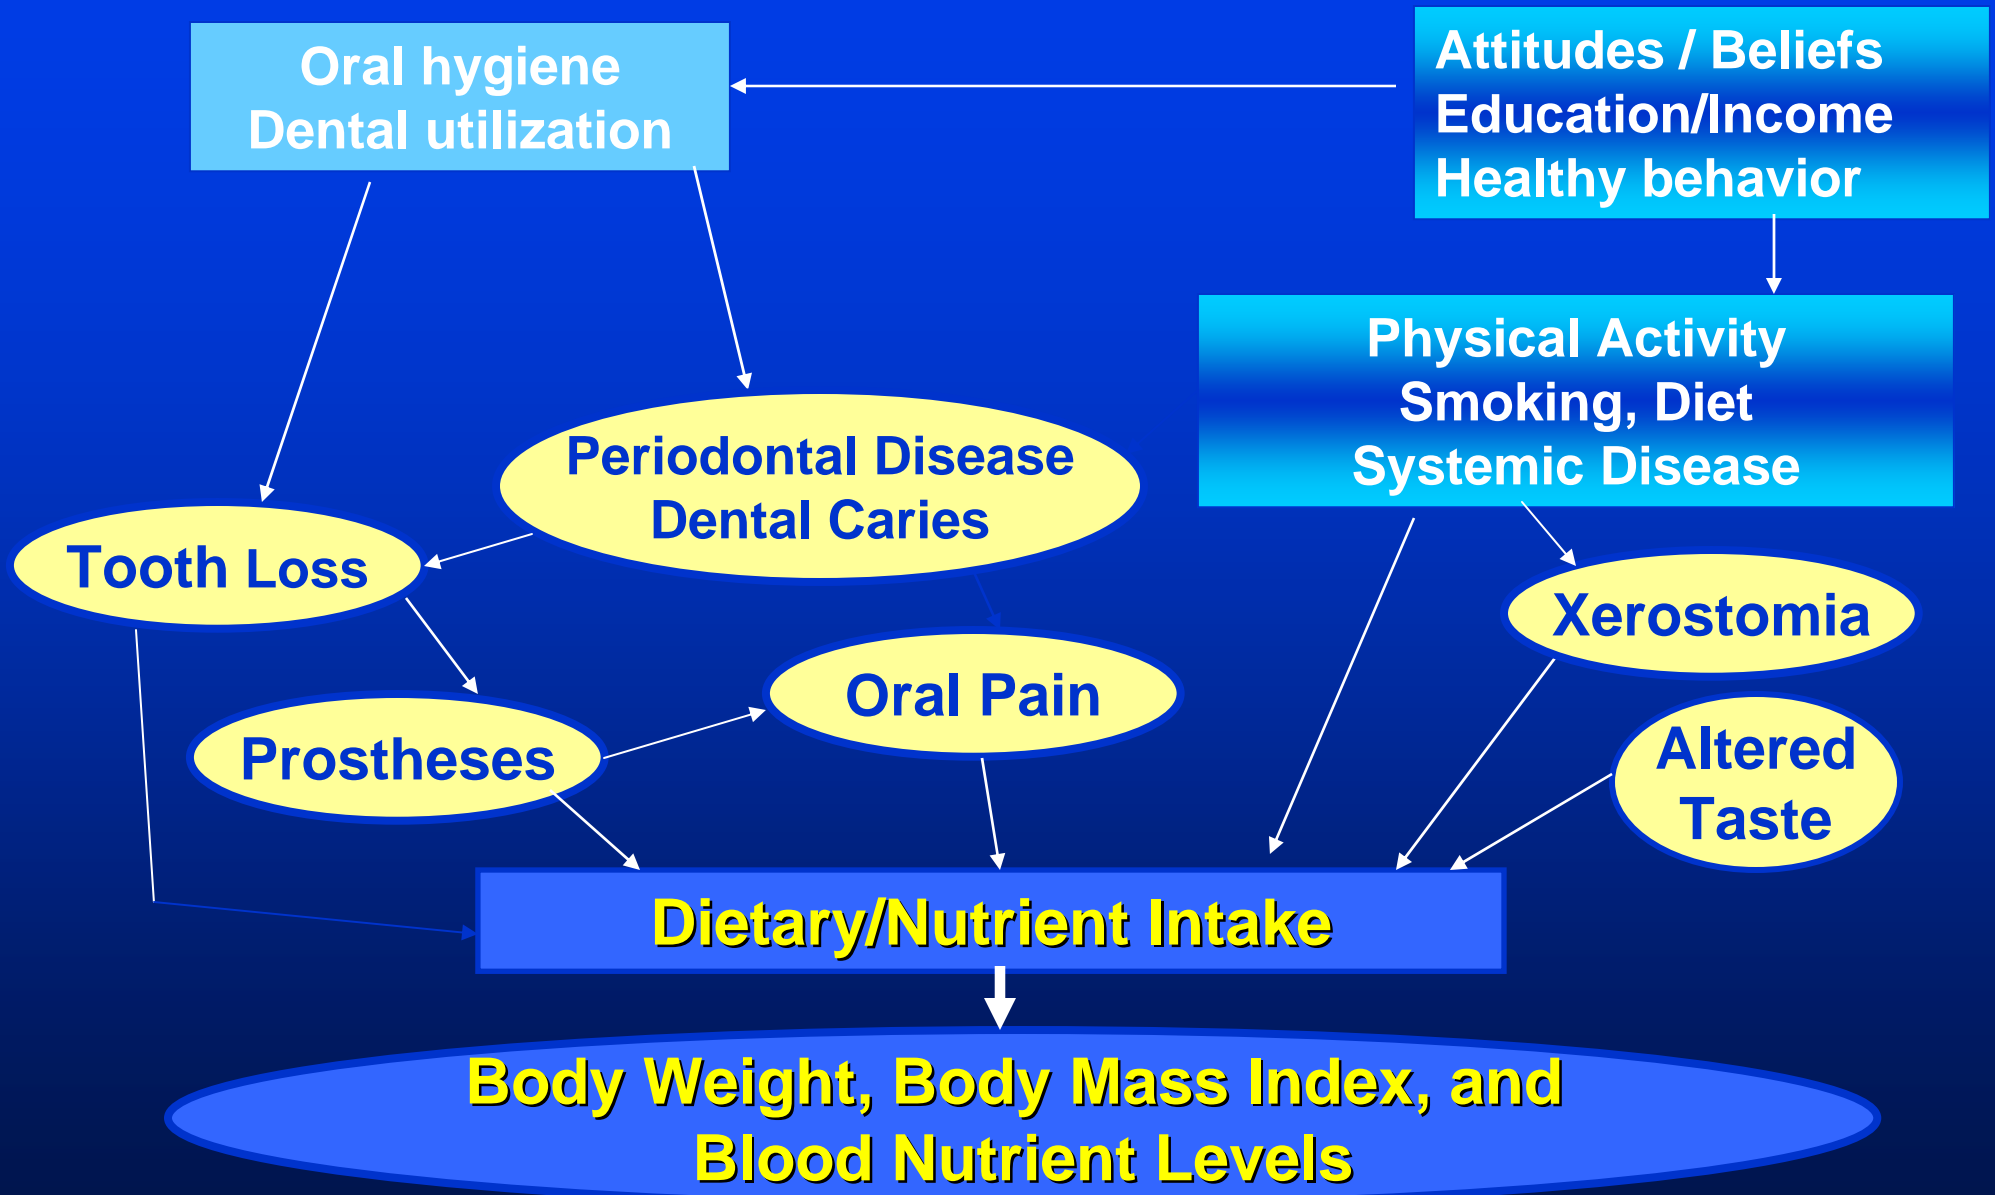 Oral hygiene
Dental utilization
Attitudes / Beliefs
Education/Income
Healthy behavior
Physical Activity
Smoking, Diet
Systemic Disease
Periodontal Disease
Dental Caries
Tooth Loss
Xerostomia
Oral Pain
Prostheses
Altered
Taste
Dietary/Nutrient Intake
Body Weight, Body Mass Index, and
Blood Nutrient Levels